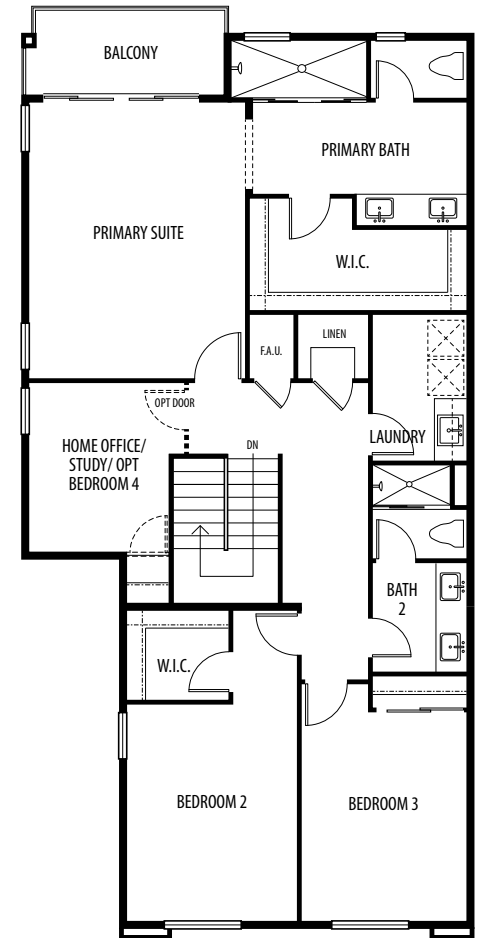 BALCONY
PRIMARY BATH
PRIMARY SUITE
W.I.C.
F.A.U.
LINEN
OPT DOOR
LAUNDRY
HOME OFFICE/
STUDY/ OPT
BEDROOM 4
DN
BATH
2
W.I.C.
BEDROOM 2
BEDROOM 3